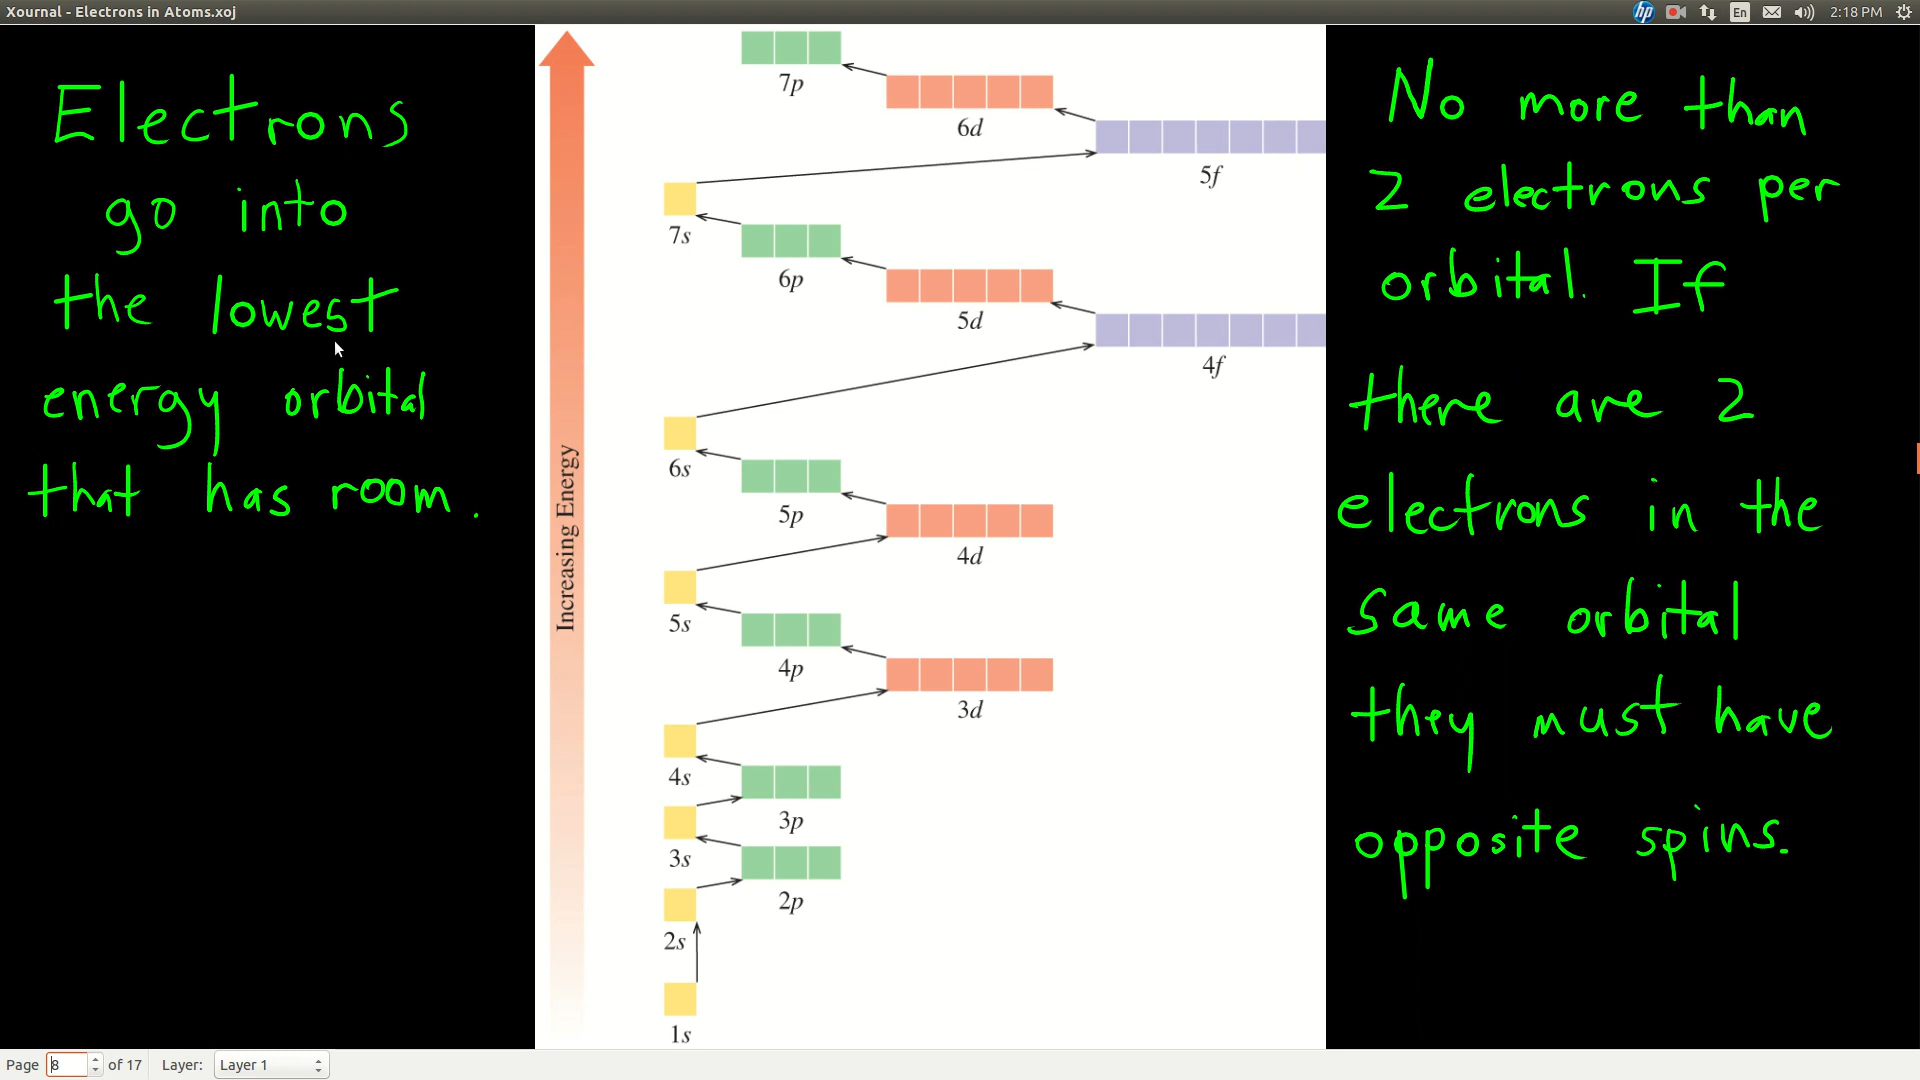 Xournal - Electrons in Atoms.xoj
hp
En
2:18 PM
Electrons
go into
the lowest
energy orbital
that has room.
Increasing Energy
7p
6d
5f
7s
6p
5d
4f
6s
5p
4d
5s
4p
3d
4s
3p
3s
2p
2s
1s
No more than
2 electrons per
orbital. If
there are 2
electrons in the
same orbital
they must have
opposite spins.
Page 8 of 17 Layer: Layer 1